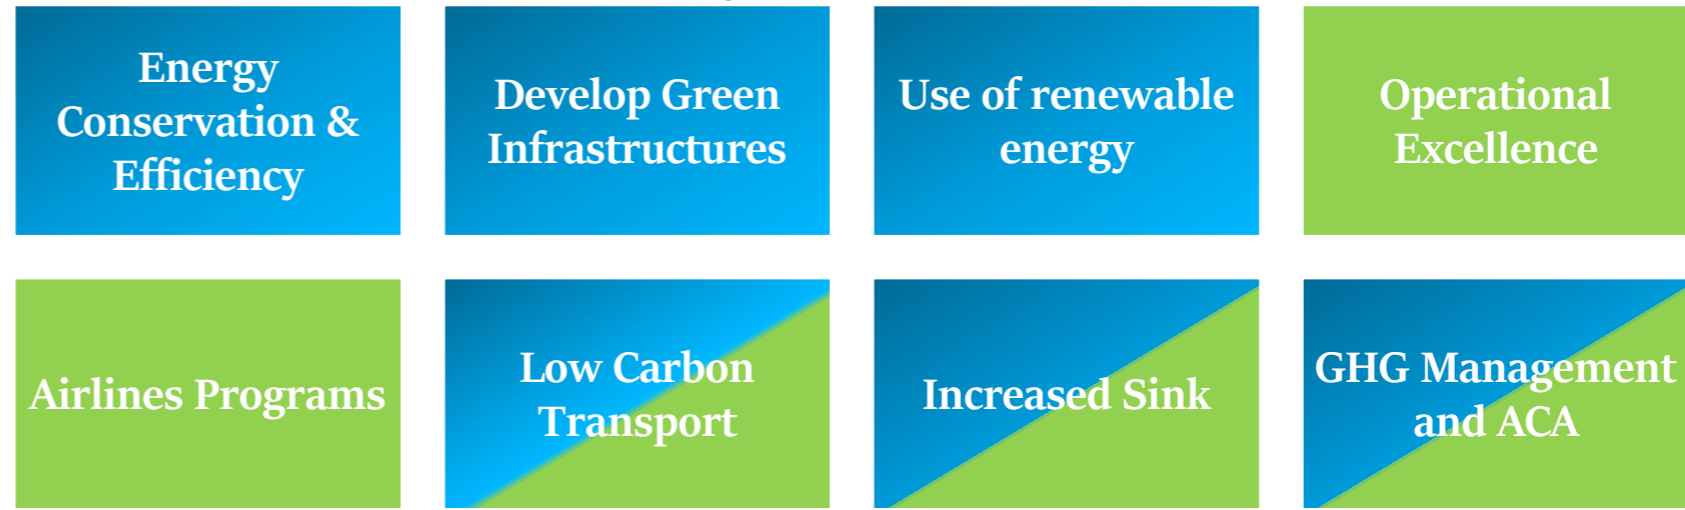 Energy
Conservation &
Efficiency
Develop Green
Infrastructures
Use of renewable
energy
Operational
Excellence
Airlines Programs
Low Carbon
Transport
Increased Sink
GHG Management
and ACA